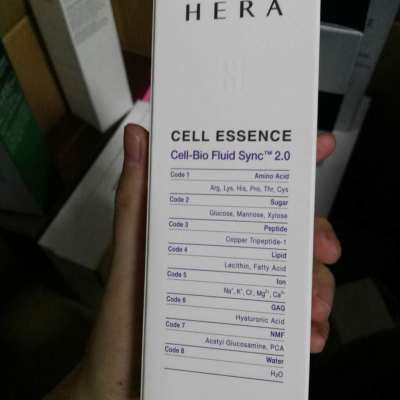 HERA
CELL ESSENCE
Cell-Bio Fluid Sync™ 2.0
Code 1 Amino Acid
Arg, Lys, His, Pro, Thr, Cys
Code 2 Sugar
Glucose, Mannose, Xylose
Code 3 Peptide
Copper Tripeptide-1
Code 4 Lipid
Lecithin, Fatty Acid
Code 5 Ion
Na⁺, K⁺, Cl⁻, Mg²⁺, Ca²⁺
Code 6 GAG
Hyaluronic Acid
Code 7 NMF
Acetyl Glucosamine, PCA
Code 8 Water
H₂O